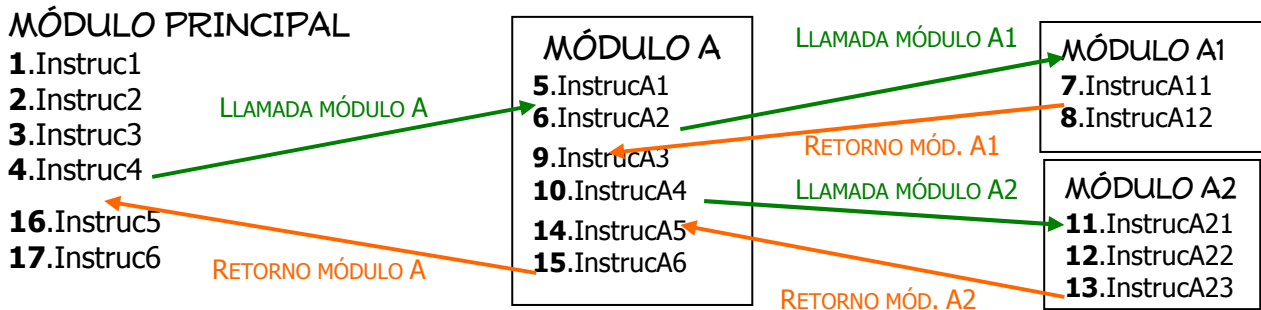 MÓDULO PRINCIPAL
1.Instruc1
2.Instruc2
3.Instruc3
4.Instruc4
16.Instruc5
17.Instruc6
LLAMADA MÓDULO A
RETORNO MÓDULO A
MÓDULO A
5.InstrucA1
6.InstrucA2
9.InstrucA3
10.InstrucA4
14.InstrucA5
15.InstrucA6
LLAMADA MÓDULO A1
RETORNO MÓD. A1
LLAMADA MÓDULO A2
RETORNO MÓD. A2
MÓDULO A1
7.InstrucA11
8.InstrucA12
MÓDULO A2
11.InstrucA21
12.InstrucA22
13.InstrucA23